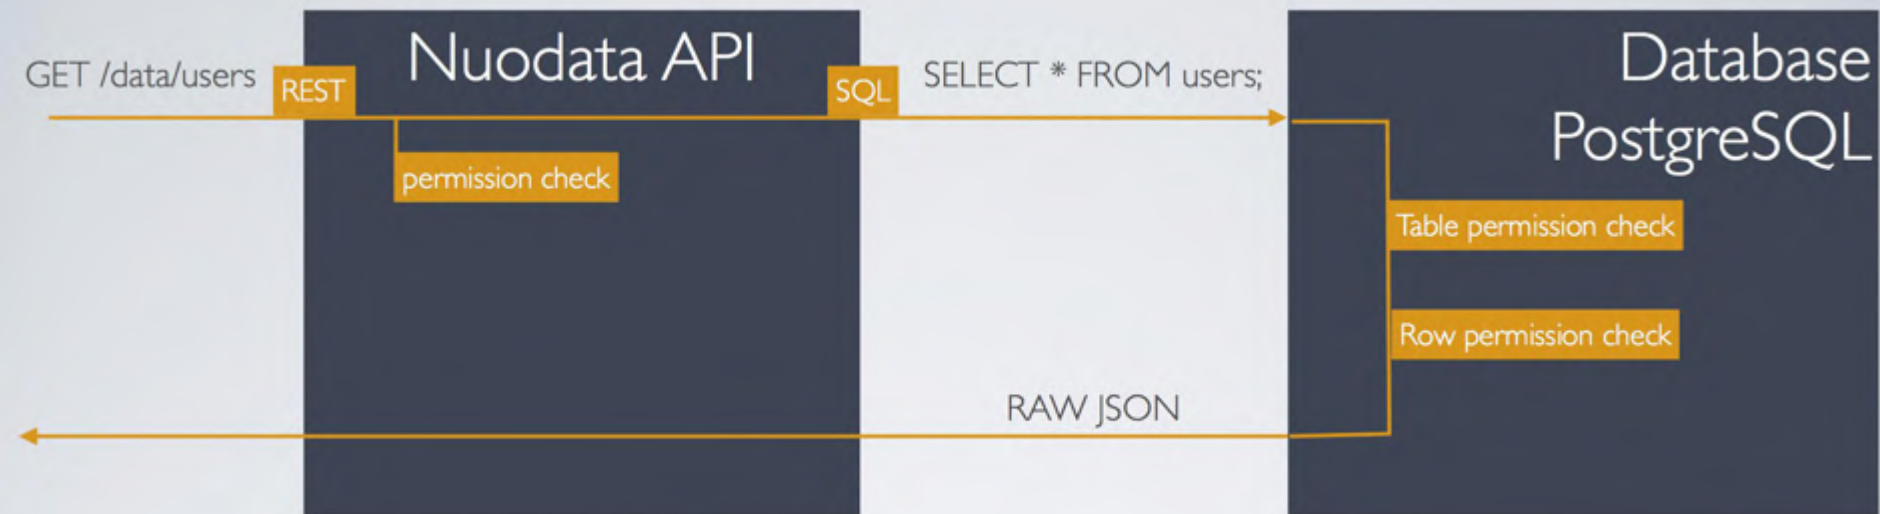 GET /data/users
REST
Nuodata API
SQL
SELECT * FROM users;
Database
PostgreSQL
permission check
Table permission check
Row permission check
RAW JSON